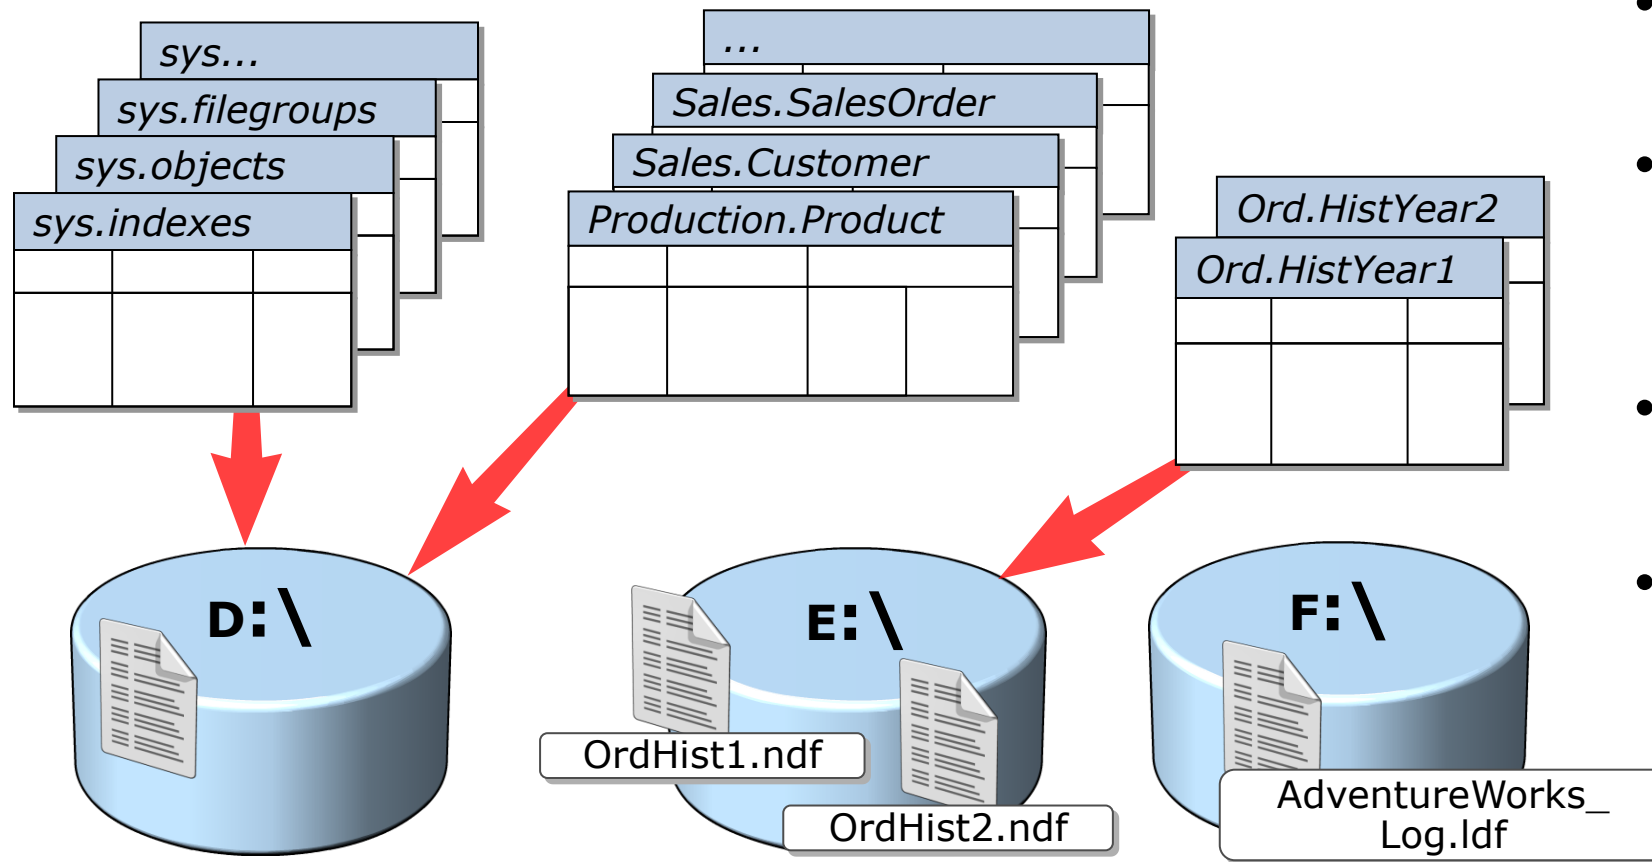 sys...
sys.filegroups
sys.objects
sys.indexes
...
Sales.SalesOrder
Sales.Customer
Production.Product
Ord.HistYear2
Ord.HistYear1
D:\
E:\
F:\
OrdHist1.ndf
OrdHist2.ndf
AdventureWorks_
Log.ldf